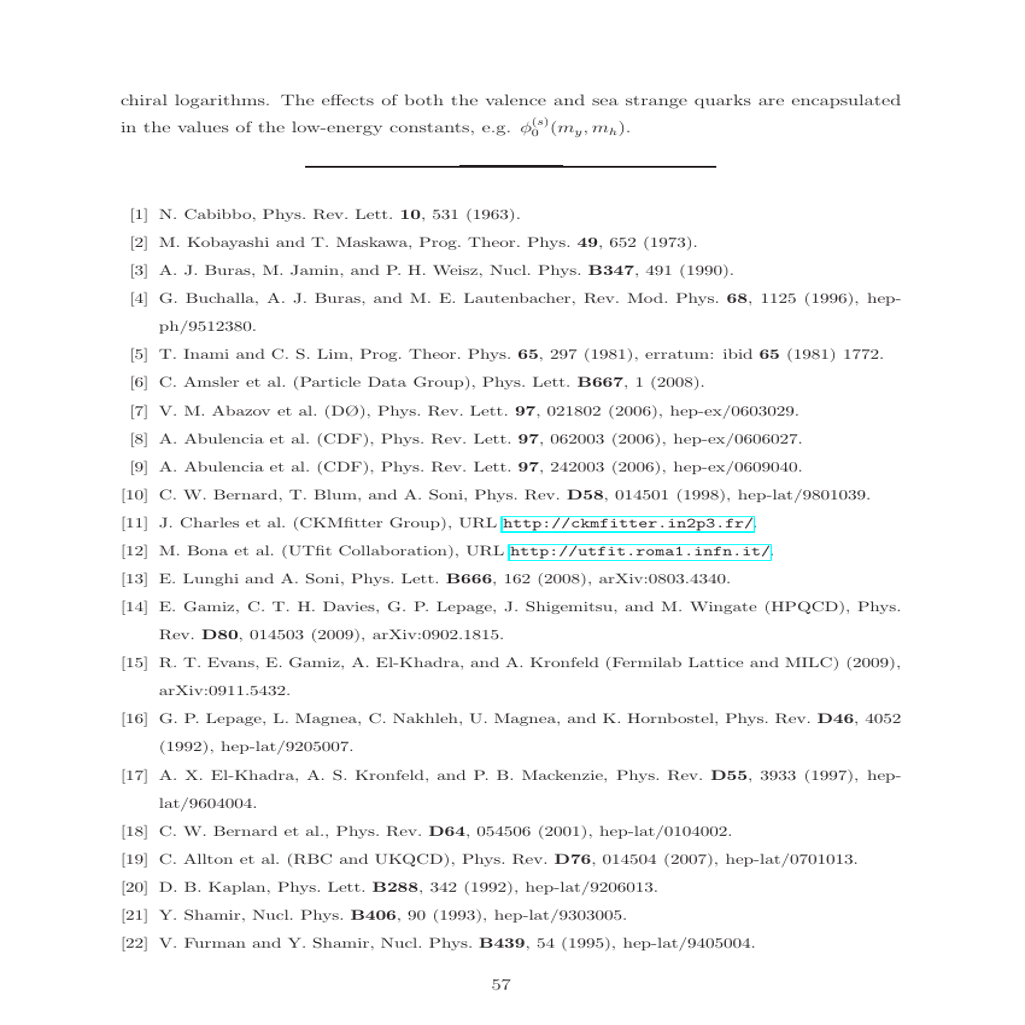 chiral logarithms. The effects of both the valence and sea strange quarks are encapsulated
in the values of the low-energy constants, e.g. ϕ₀⁽ˢ⁾(m_y, m_h).
[1] N. Cabibbo, Phys. Rev. Lett. 10, 531 (1963).
[2] M. Kobayashi and T. Maskawa, Prog. Theor. Phys. 49, 652 (1973).
[3] A. J. Buras, M. Jamin, and P. H. Weisz, Nucl. Phys. B347, 491 (1990).
[4] G. Buchalla, A. J. Buras, and M. E. Lautenbacher, Rev. Mod. Phys. 68, 1125 (1996), hep-
ph/9512380.
[5] T. Inami and C. S. Lim, Prog. Theor. Phys. 65, 297 (1981), erratum: ibid 65 (1981) 1772.
[6] C. Amsler et al. (Particle Data Group), Phys. Lett. B667, 1 (2008).
[7] V. M. Abazov et al. (DØ), Phys. Rev. Lett. 97, 021802 (2006), hep-ex/0603029.
[8] A. Abulencia et al. (CDF), Phys. Rev. Lett. 97, 062003 (2006), hep-ex/0606027.
[9] A. Abulencia et al. (CDF), Phys. Rev. Lett. 97, 242003 (2006), hep-ex/0609040.
[10] C. W. Bernard, T. Blum, and A. Soni, Phys. Rev. D58, 014501 (1998), hep-lat/9801039.
[11] J. Charles et al. (CKMfitter Group), URL http://ckmfitter.in2p3.fr/.
[12] M. Bona et al. (UTfit Collaboration), URL http://utfit.roma1.infn.it/.
[13] E. Lunghi and A. Soni, Phys. Lett. B666, 162 (2008), arXiv:0803.4340.
[14] E. Gamiz, C. T. H. Davies, G. P. Lepage, J. Shigemitsu, and M. Wingate (HPQCD), Phys.
Rev. D80, 014503 (2009), arXiv:0902.1815.
[15] R. T. Evans, E. Gamiz, A. El-Khadra, and A. Kronfeld (Fermilab Lattice and MILC) (2009),
arXiv:0911.5432.
[16] G. P. Lepage, L. Magnea, C. Nakhleh, U. Magnea, and K. Hornbostel, Phys. Rev. D46, 4052
(1992), hep-lat/9205007.
[17] A. X. El-Khadra, A. S. Kronfeld, and P. B. Mackenzie, Phys. Rev. D55, 3933 (1997), hep-
lat/9604004.
[18] C. W. Bernard et al., Phys. Rev. D64, 054506 (2001), hep-lat/0104002.
[19] C. Allton et al. (RBC and UKQCD), Phys. Rev. D76, 014504 (2007), hep-lat/0701013.
[20] D. B. Kaplan, Phys. Lett. B288, 342 (1992), hep-lat/9206013.
[21] Y. Shamir, Nucl. Phys. B406, 90 (1993), hep-lat/9303005.
[22] V. Furman and Y. Shamir, Nucl. Phys. B439, 54 (1995), hep-lat/9405004.
57